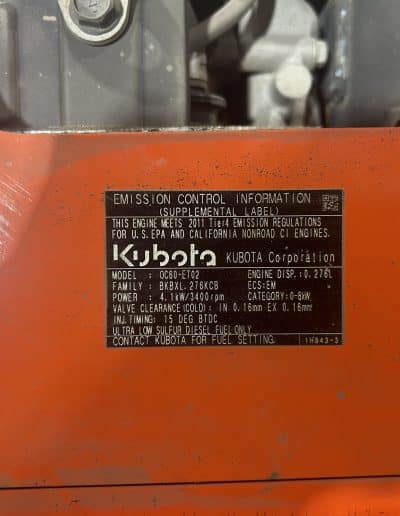 EMISSION CONTROL INFORMATION
(SUPPLEMENTAL LABEL)
THIS ENGINE MEETS 2011 Tier4 EMISSION REGULATIONS
FOR U.S. EPA AND CALIFORNIA NONROAD CI ENGINES.
Kubota KUBOTA Corporation
MODEL : OC60-ET02 ENGINE DISP.:0.276L
FAMILY : BKBXL.276KCB ECS:EM
POWER : 4.1kW/3400rpm CATEGORY:0-8kW
VALVE CLEARANCE(COLD): IN 0.16mm EX 0.16mm
INJ.TIMING: 15 DEG BTDC
ULTRA LOW SULFUR DIESEL FUEL ONLY
CONTACT KUBOTA FOR FUEL SETTING. 1H843-3